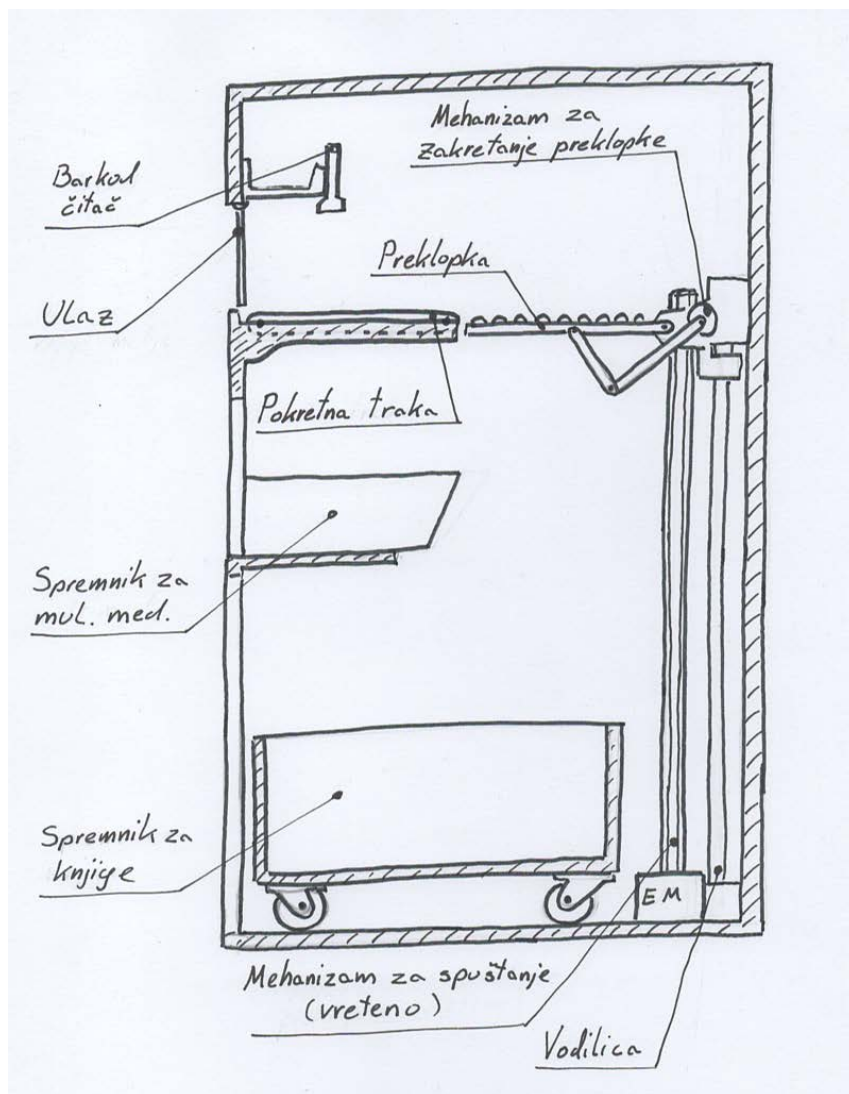 Mehanizam za
zakretanje preklopke
Barkod
čitač
Preklopka
Ulaz
Pokretna traka
Spremnik za
mul. med.
Spremnik za
knjige
EM
Mehanizam za spuštanje
(vreteno)
Vodilica